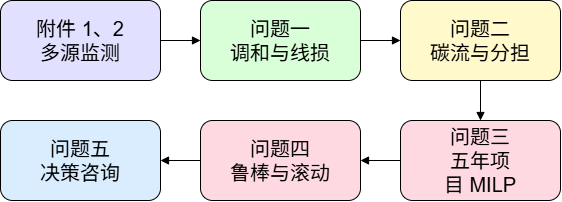 附件 1、2
多源监测
问题一
调和与线损
问题二
碳流与分担
问题三
五年项
目 MILP
问题四
鲁棒与滚动
问题五
决策咨询